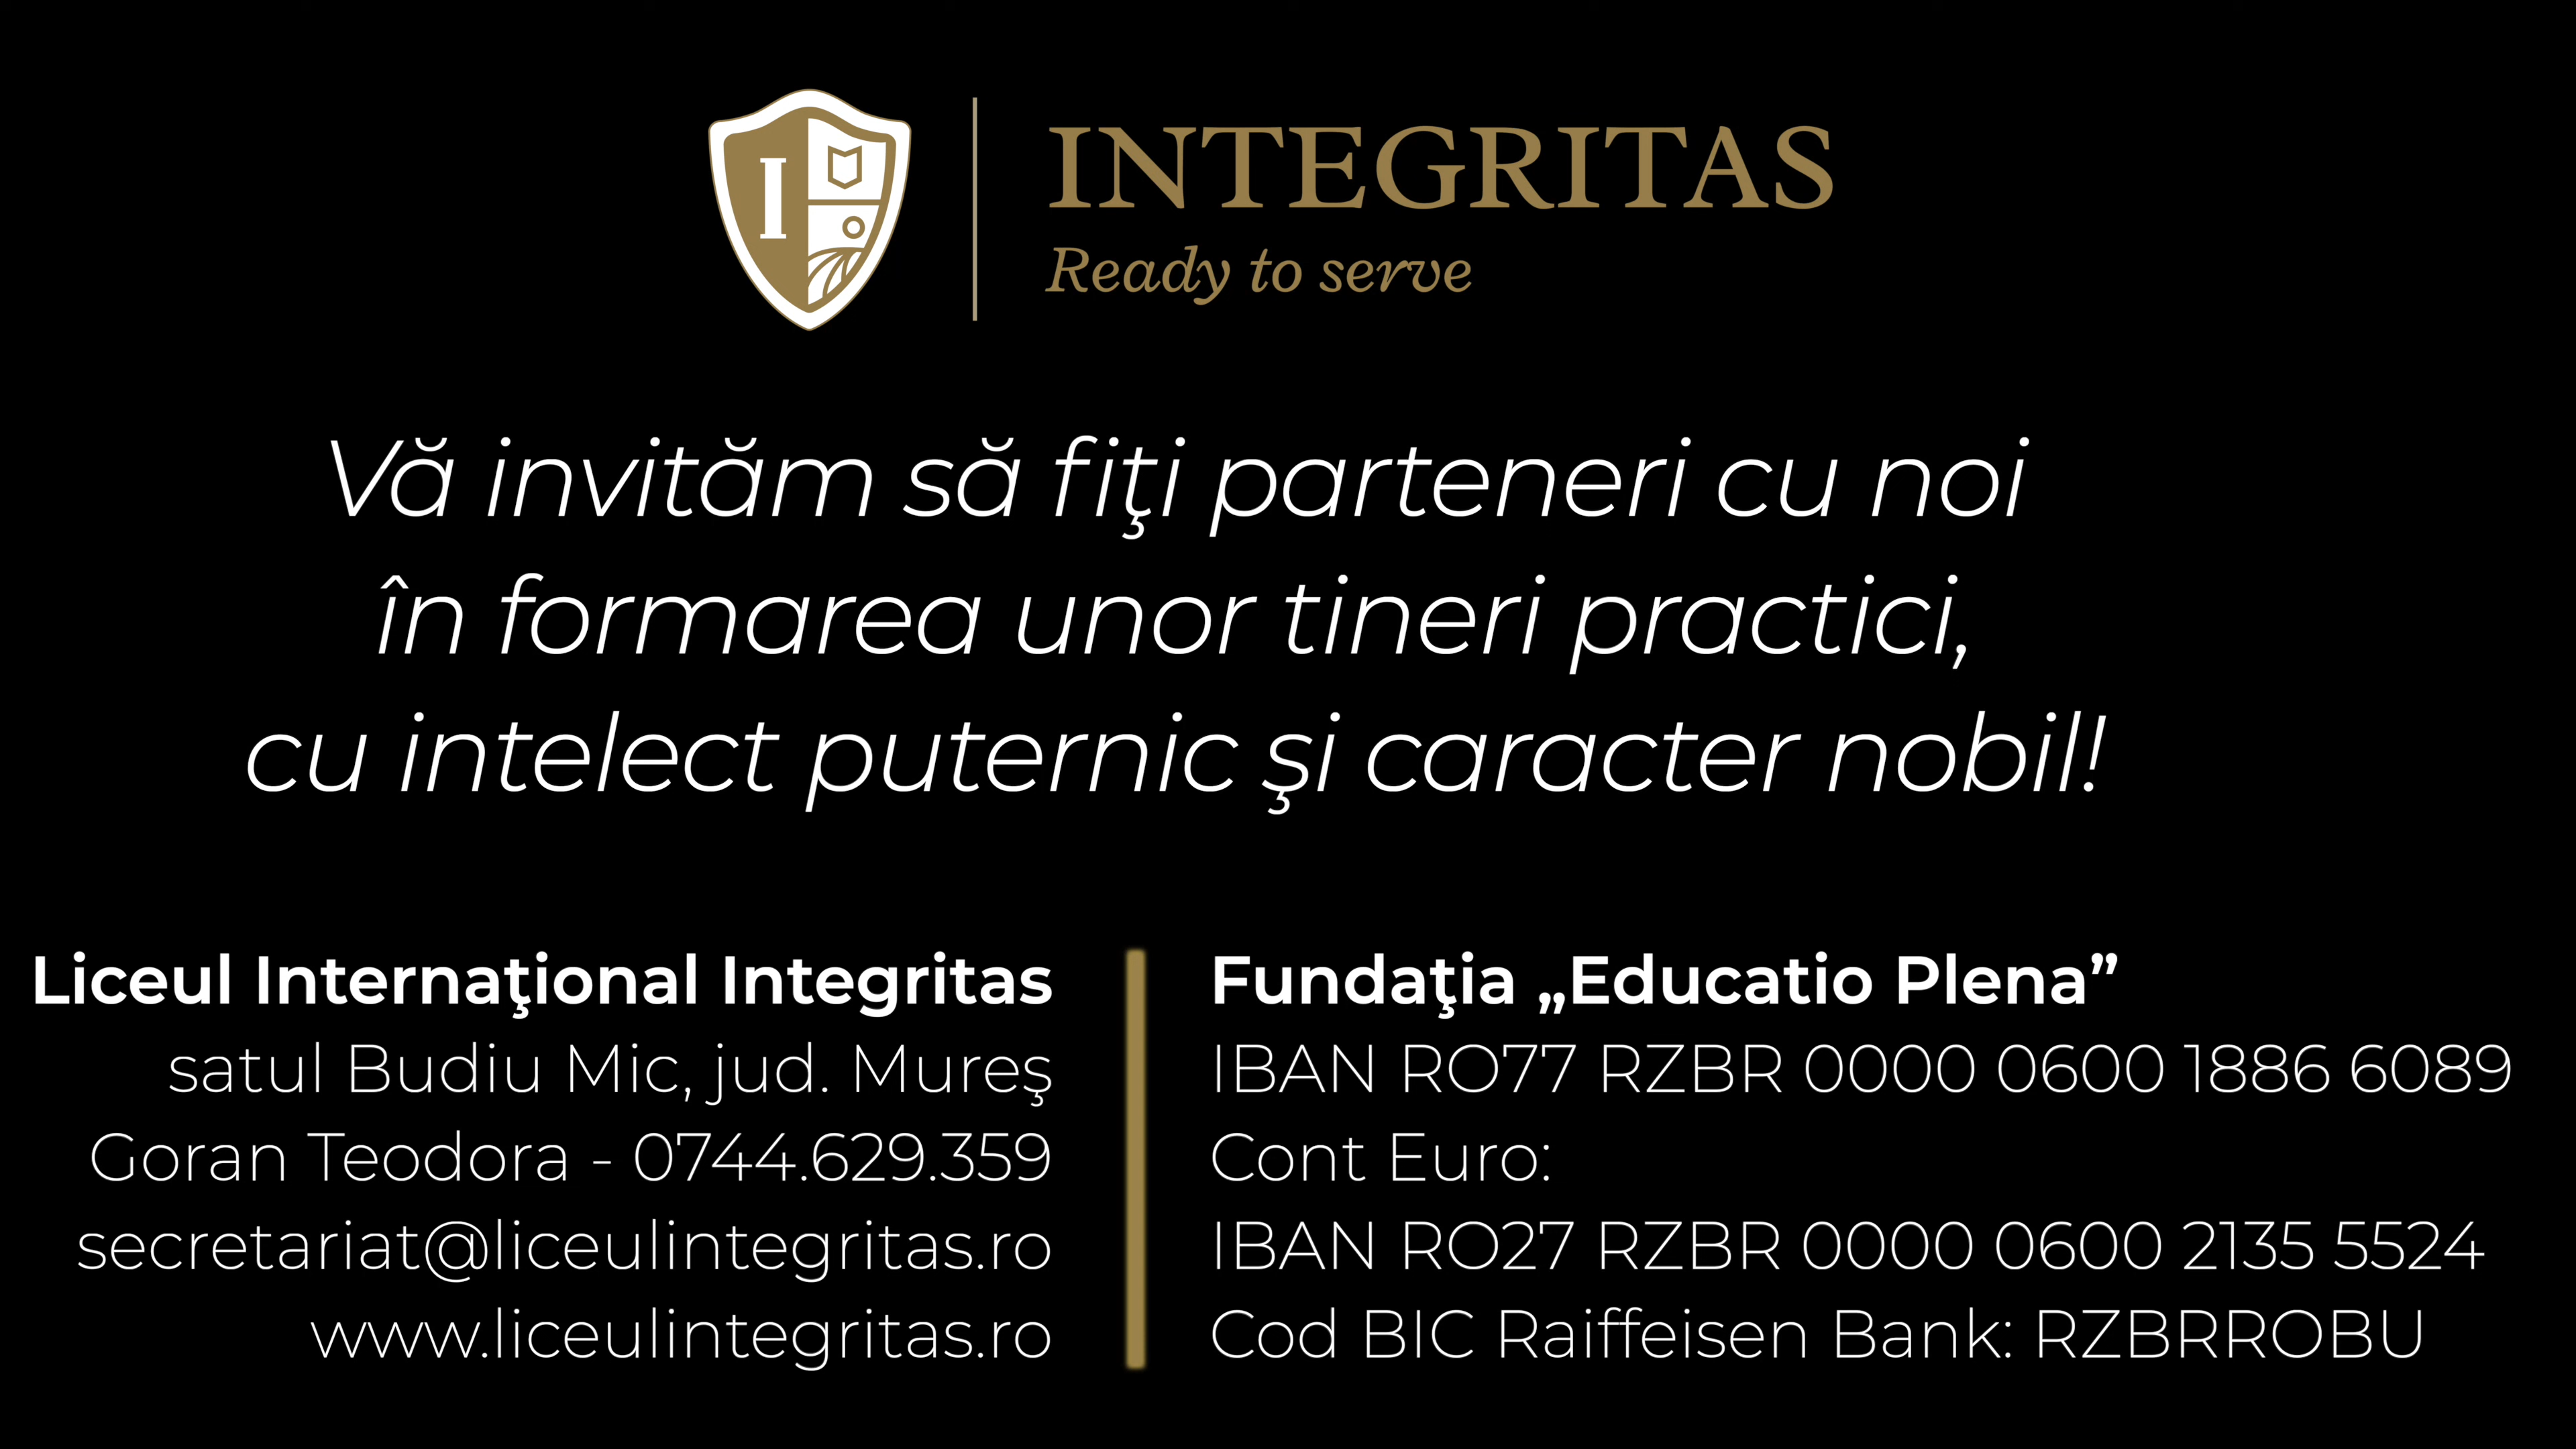 I
INTEGRITAS
Ready to serve
Vă invităm să fiţi parteneri cu noi
în formarea unor tineri practici,
cu intelect puternic şi caracter nobil!
Liceul Internaţional Integritas
satul Budiu Mic, jud. Mureş
Goran Teodora - 0744.629.359
secretariat@liceulintegritas.ro
www.liceulintegritas.ro
Fundaţia „Educatio Plena”
IBAN RO77 RZBR 0000 0600 1886 6089
Cont Euro:
IBAN RO27 RZBR 0000 0600 2135 5524
Cod BIC Raiffeisen Bank: RZBRROBU